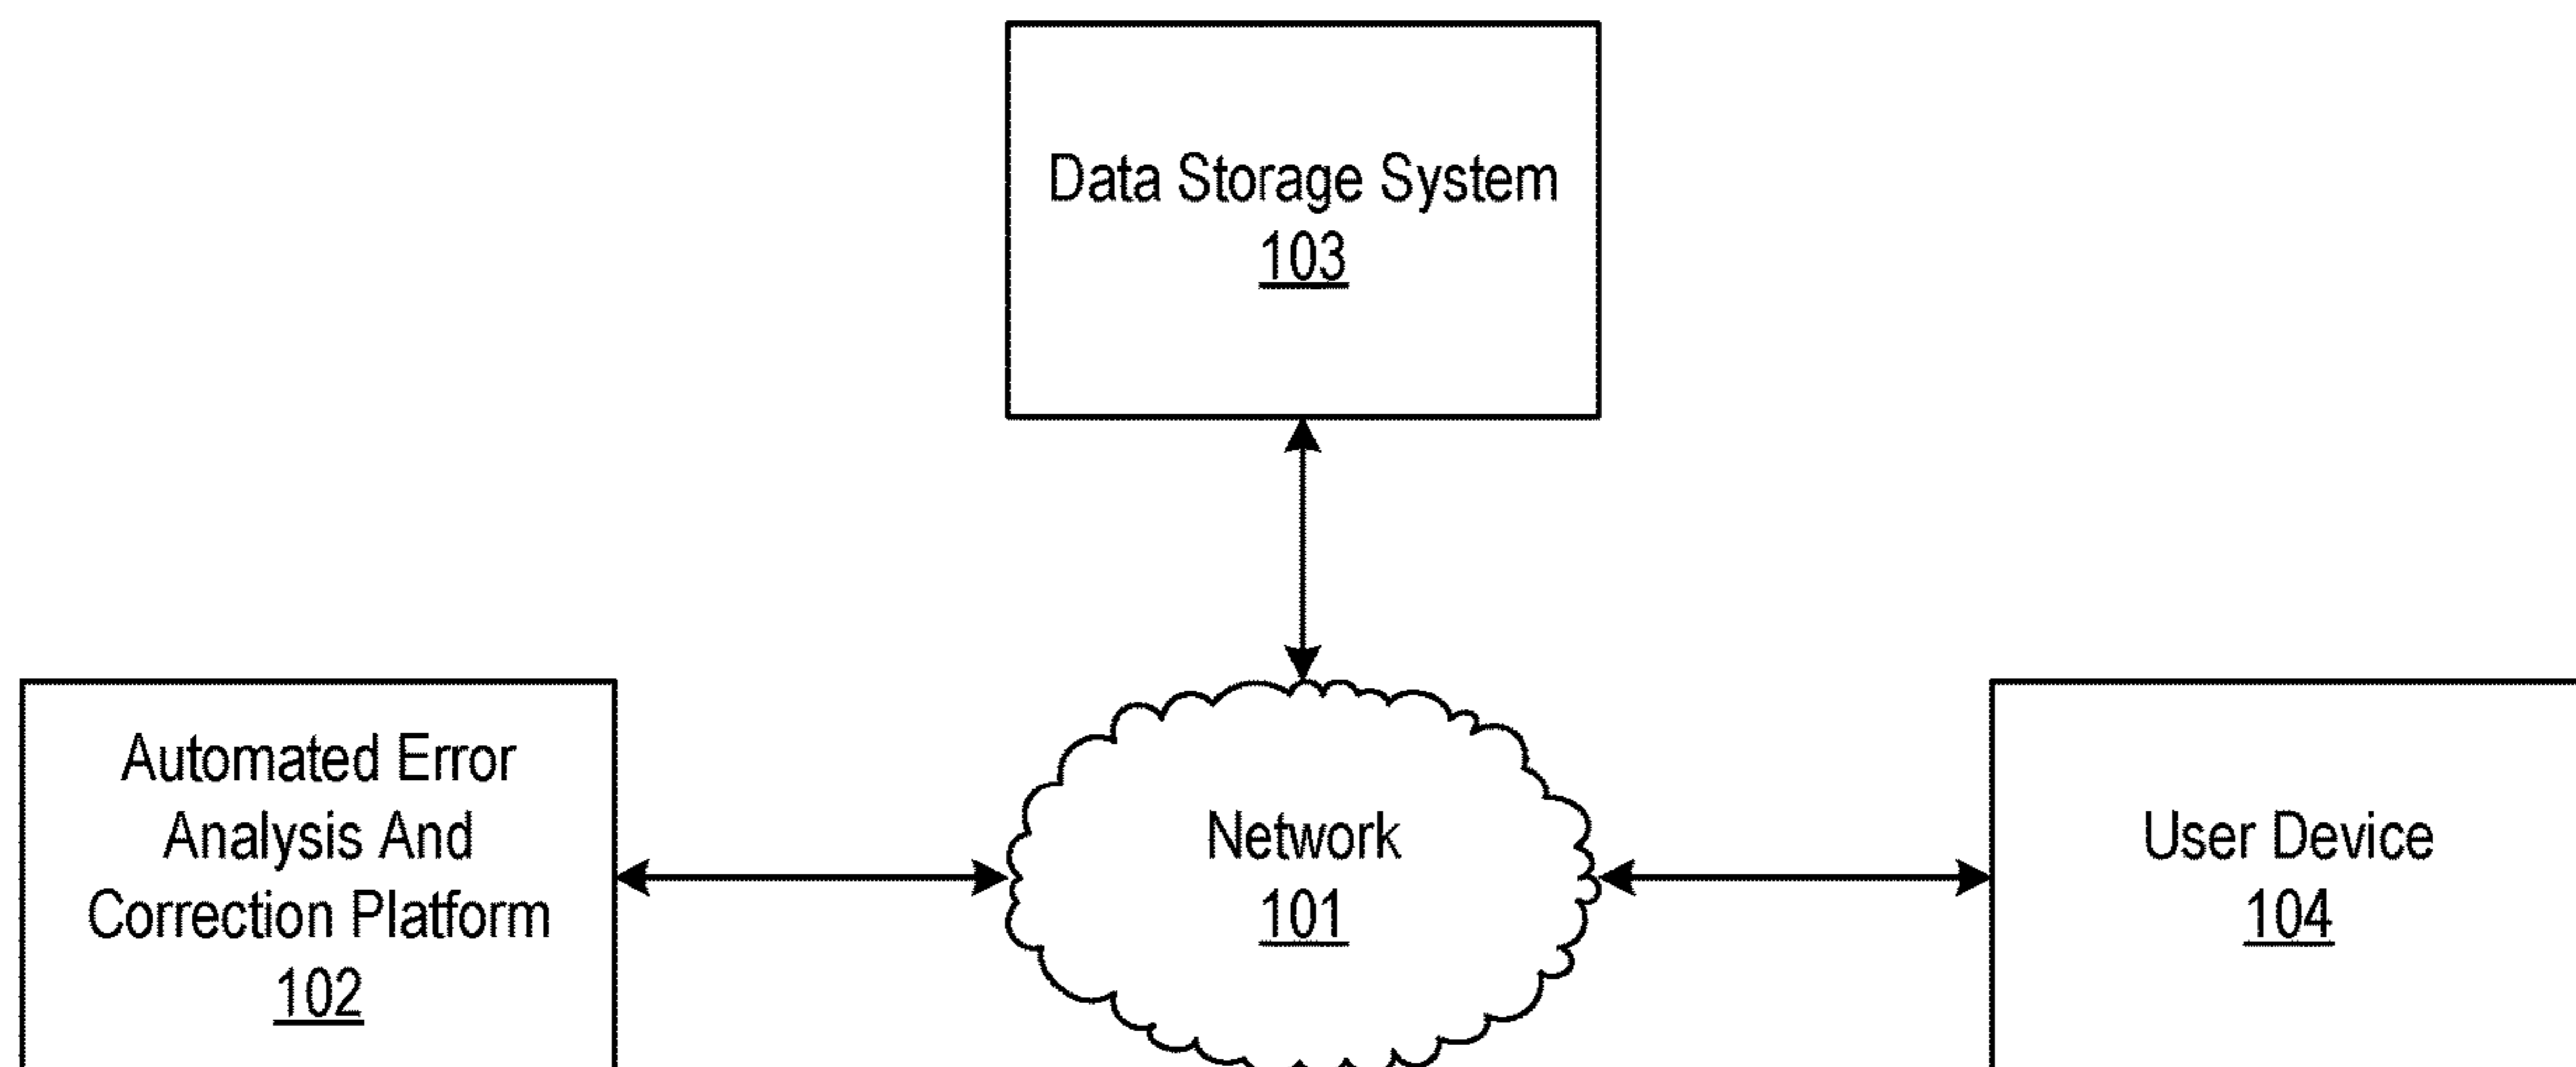 Data Storage System
103
Automated Error
Analysis And
Correction Platform
102
Network
101
User Device
104